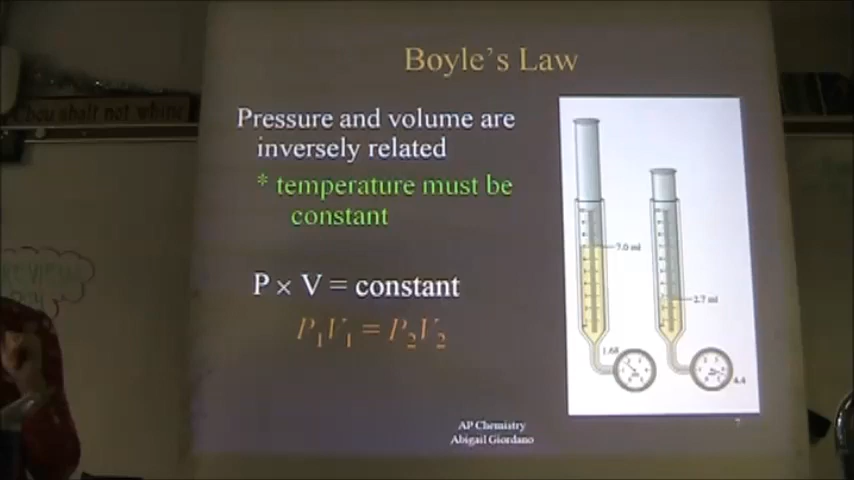 Boyle's Law
Thou shalt not whine
Pressure and volume are
inversely related
* temperature must be
constant
P × V = constant
P₁V₁ = P₂V₂
7.0 ml
2.7 ml
1.68
4.4
AP Chemistry
Abigail Giordano
7